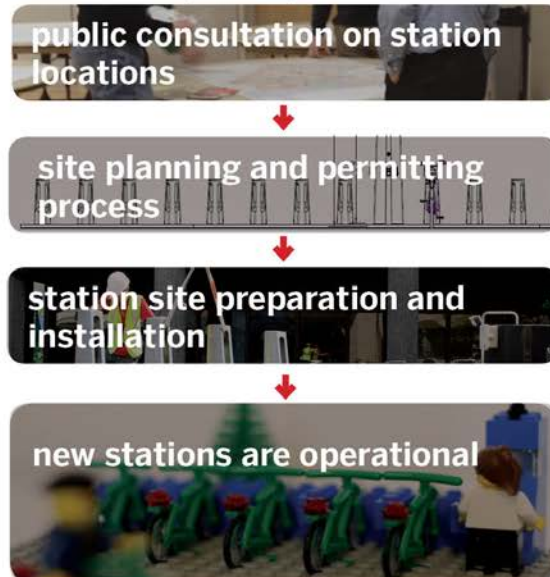 public consultation on station
locations
site planning and permitting
process
station site preparation and
installation
new stations are operational